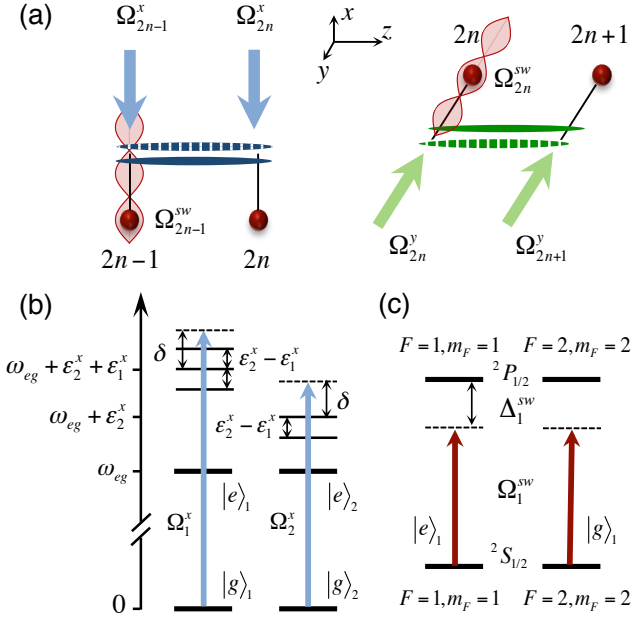 (a)
Ω^x_{2n−1} Ω^x_{2n}
x
z
y
2n 2n+1
Ω^{sw}_{2n}
Ω^{sw}_{2n−1}
2n−1 2n
Ω^y_{2n} Ω^y_{2n+1}
(b)
ω_{eg} + ε^x_2 + ε^x_1
δ
ε^x_2 − ε^x_1
ω_{eg} + ε^x_2
ε^x_2 − ε^x_1
δ
ω_{eg}
|e⟩_1 |e⟩_2
Ω^x_1 Ω^x_2
|g⟩_1 |g⟩_2
0
(c)
F=1,m_F=1 F=2,m_F=2
^2P_{1/2}
Δ^{sw}_1
Ω^{sw}_1
|e⟩_1 |g⟩_1
^2S_{1/2}
F=1,m_F=1 F=2,m_F=2